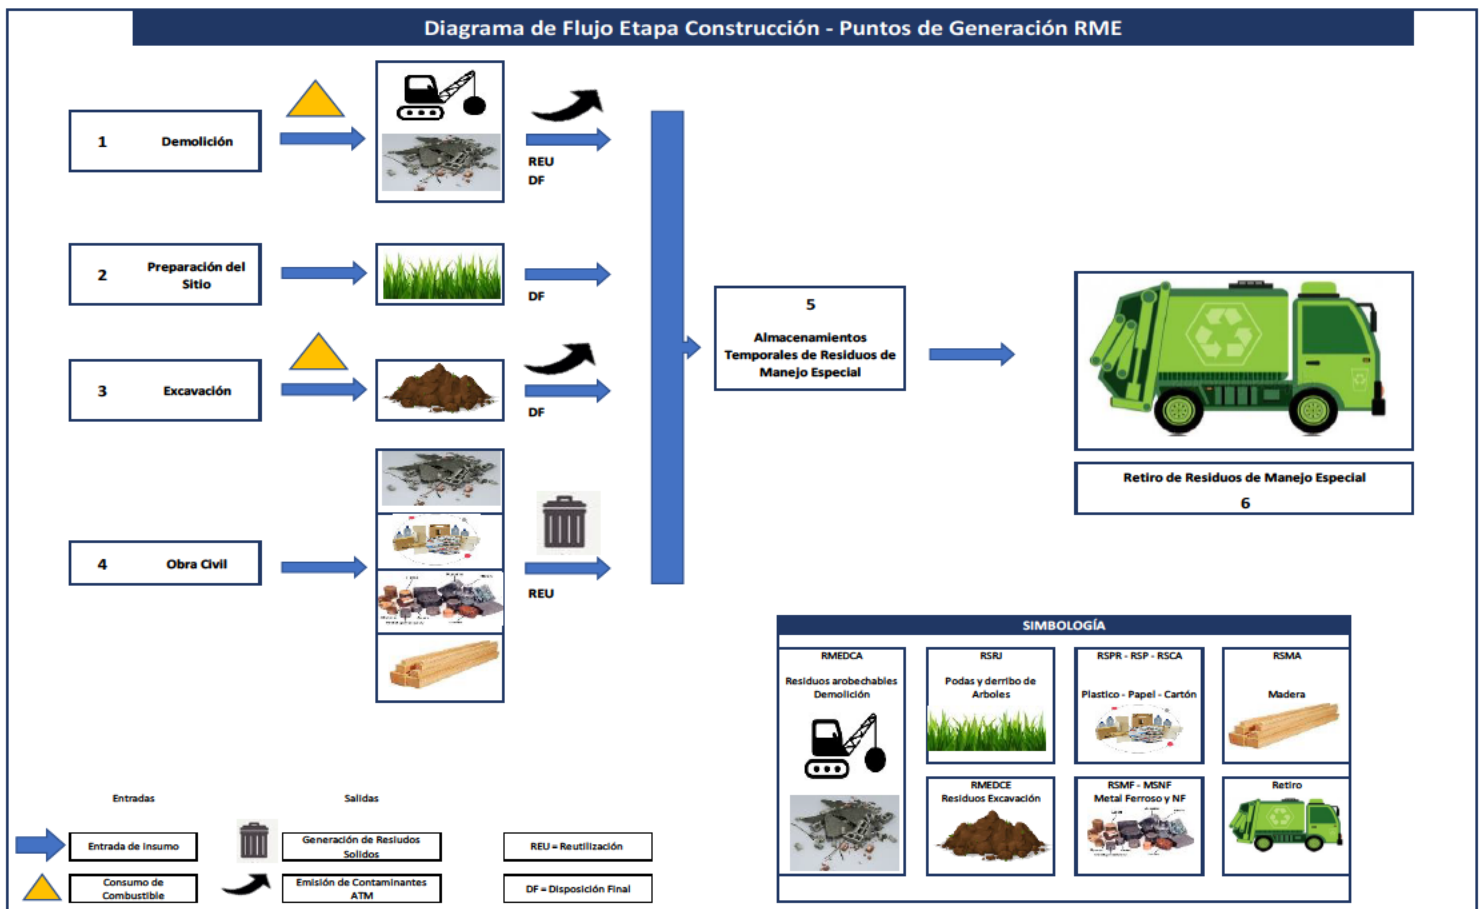 Diagrama de Flujo Etapa Construcción - Puntos de Generación RME
1 Demolición
REU
DF
2 Preparación del
Sitio
DF
3 Excavación
DF
4 Obra Civil
REU
5
Almacenamientos
Temporales de Residuos de
Manejo Especial
Retiro de Residuos de Manejo Especial
6
SIMBOLOGÍA
RMEDCA
Residuos arobechables
Demolición
RSRJ
Podas y derribo de
Arboles
RSPR - RSP - RSCA
Plastico - Papel - Cartón
RSMA
Madera
RMEDCE
Residuos Excavación
RSMF - MSNF
Metal Ferroso y NF
Retiro
Entradas
Salidas
Entrada de Insumo
Generación de Resiudos
Solidos
REU = Reutilización
Consumo de
Combustible
Emisión de Contaminantes
ATM
DF = Disposición Final